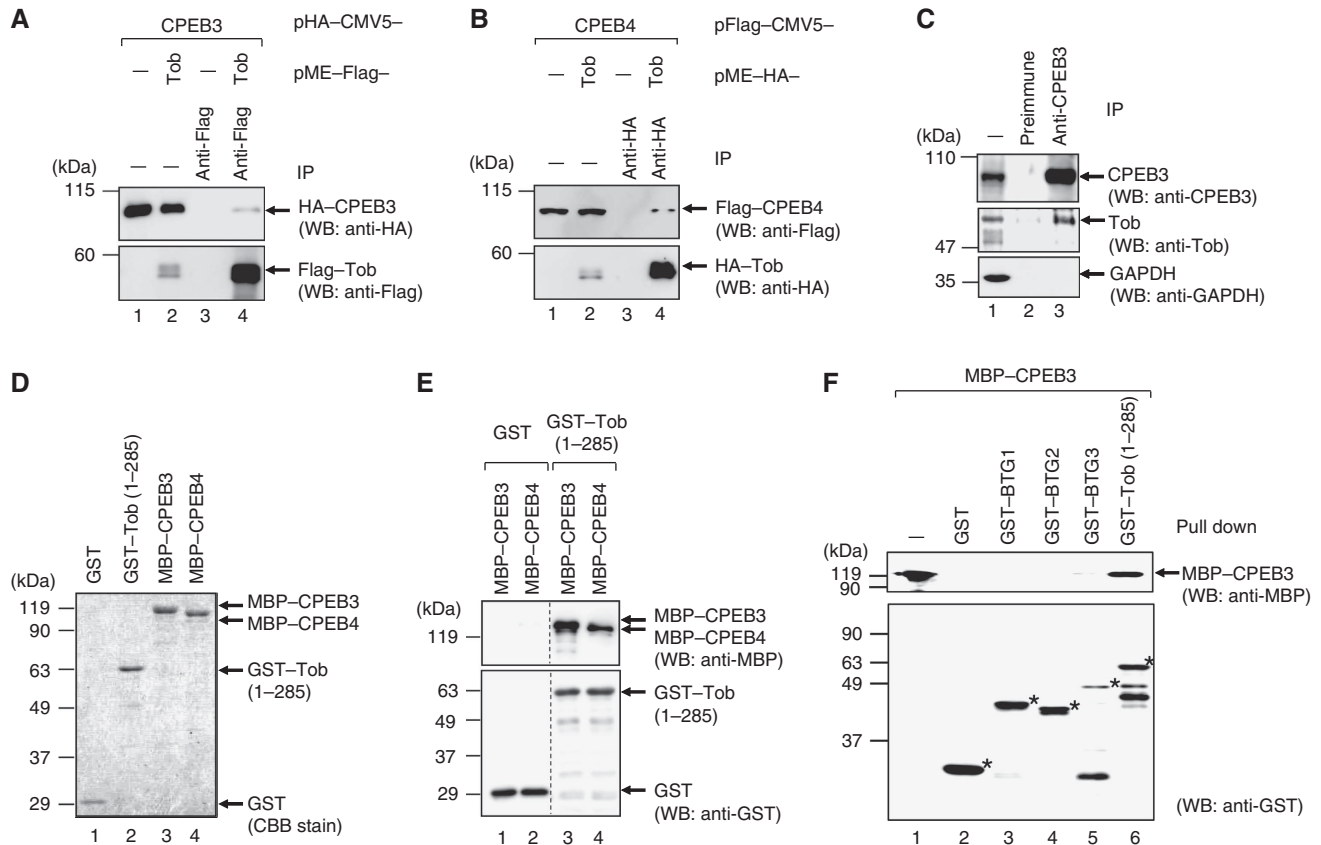 A
CPEB3
pHA–CMV5–
— Tob — Tob
pME–Flag–
— — Anti-Flag Anti-Flag
IP
(kDa)
115
HA–CPEB3
(WB: anti-HA)
60
Flag–Tob
(WB: anti-Flag)
1 2 3 4
B
CPEB4
pFlag–CMV5–
— Tob — Tob
pME–HA–
— — Anti-HA Anti-HA
IP
(kDa)
115
Flag–CPEB4
(WB: anti-Flag)
60
HA–Tob
(WB: anti-HA)
1 2 3 4
C
— Preimmune Anti-CPEB3
IP
(kDa)
110
CPEB3
(WB: anti-CPEB3)
Tob
47
(WB: anti-Tob)
GAPDH
35
(WB: anti-GAPDH)
1 2 3
D
GST GST–Tob (1–285) MBP–CPEB3 MBP–CPEB4
(kDa)
119
MBP–CPEB3
90
MBP–CPEB4
63
GST–Tob
(1–285)
49
37
29
GST
(CBB stain)
1 2 3 4
E
GST
GST–Tob
(1–285)
MBP–CPEB3 MBP–CPEB4 MBP–CPEB3 MBP–CPEB4
(kDa)
MBP–CPEB3
119
MBP–CPEB4
(WB: anti-MBP)
63
GST–Tob
(1–285)
49
37
29
GST
(WB: anti-GST)
1 2 3 4
F
MBP–CPEB3
— GST GST–BTG1 GST–BTG2 GST–BTG3 GST–Tob (1–285)
Pull down
(kDa)
119
MBP–CPEB3
90
(WB: anti-MBP)
90
63
*
49
*
* *
37
*
(WB: anti-GST)
1 2 3 4 5 6